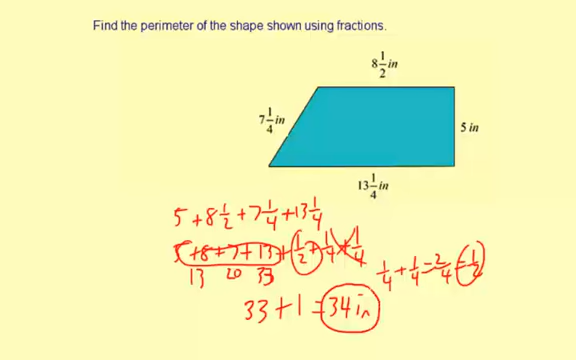 Find the perimeter of the shape shown using fractions.
8 1/2 in
7 1/4 in
5 in
13 1/4 in
5 + 8 1/2 + 7 1/4 + 13 1/4
5 + 8 + 7 + 13 + 1/2 + 1/4 + 1/4
13 20 33
1/4 + 1/4 = 2/4 = 1/2
33 + 1 = 34 in